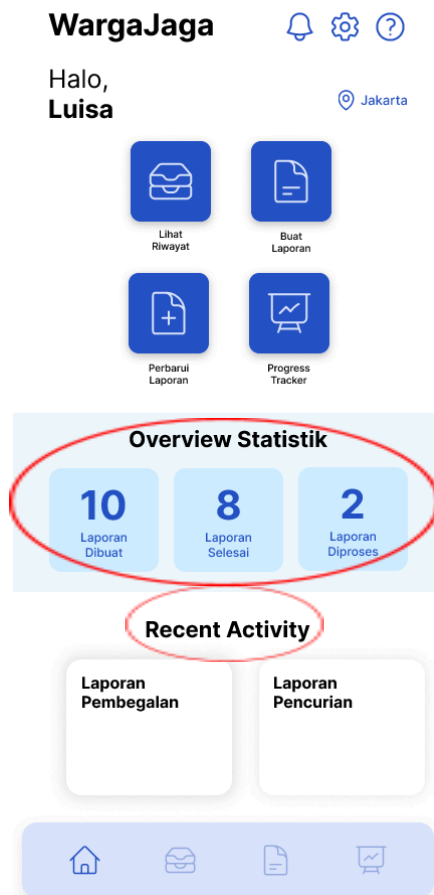 WargaJaga
Halo,
Luisa
Jakarta
Lihat
Riwayat
Buat
Laporan
Perbarui
Laporan
Progress
Tracker
Overview Statistik
10
Laporan
Dibuat
8
Laporan
Selesai
2
Laporan
Diproses
Recent Activity
Laporan
Pembegalan
Laporan
Pencurian